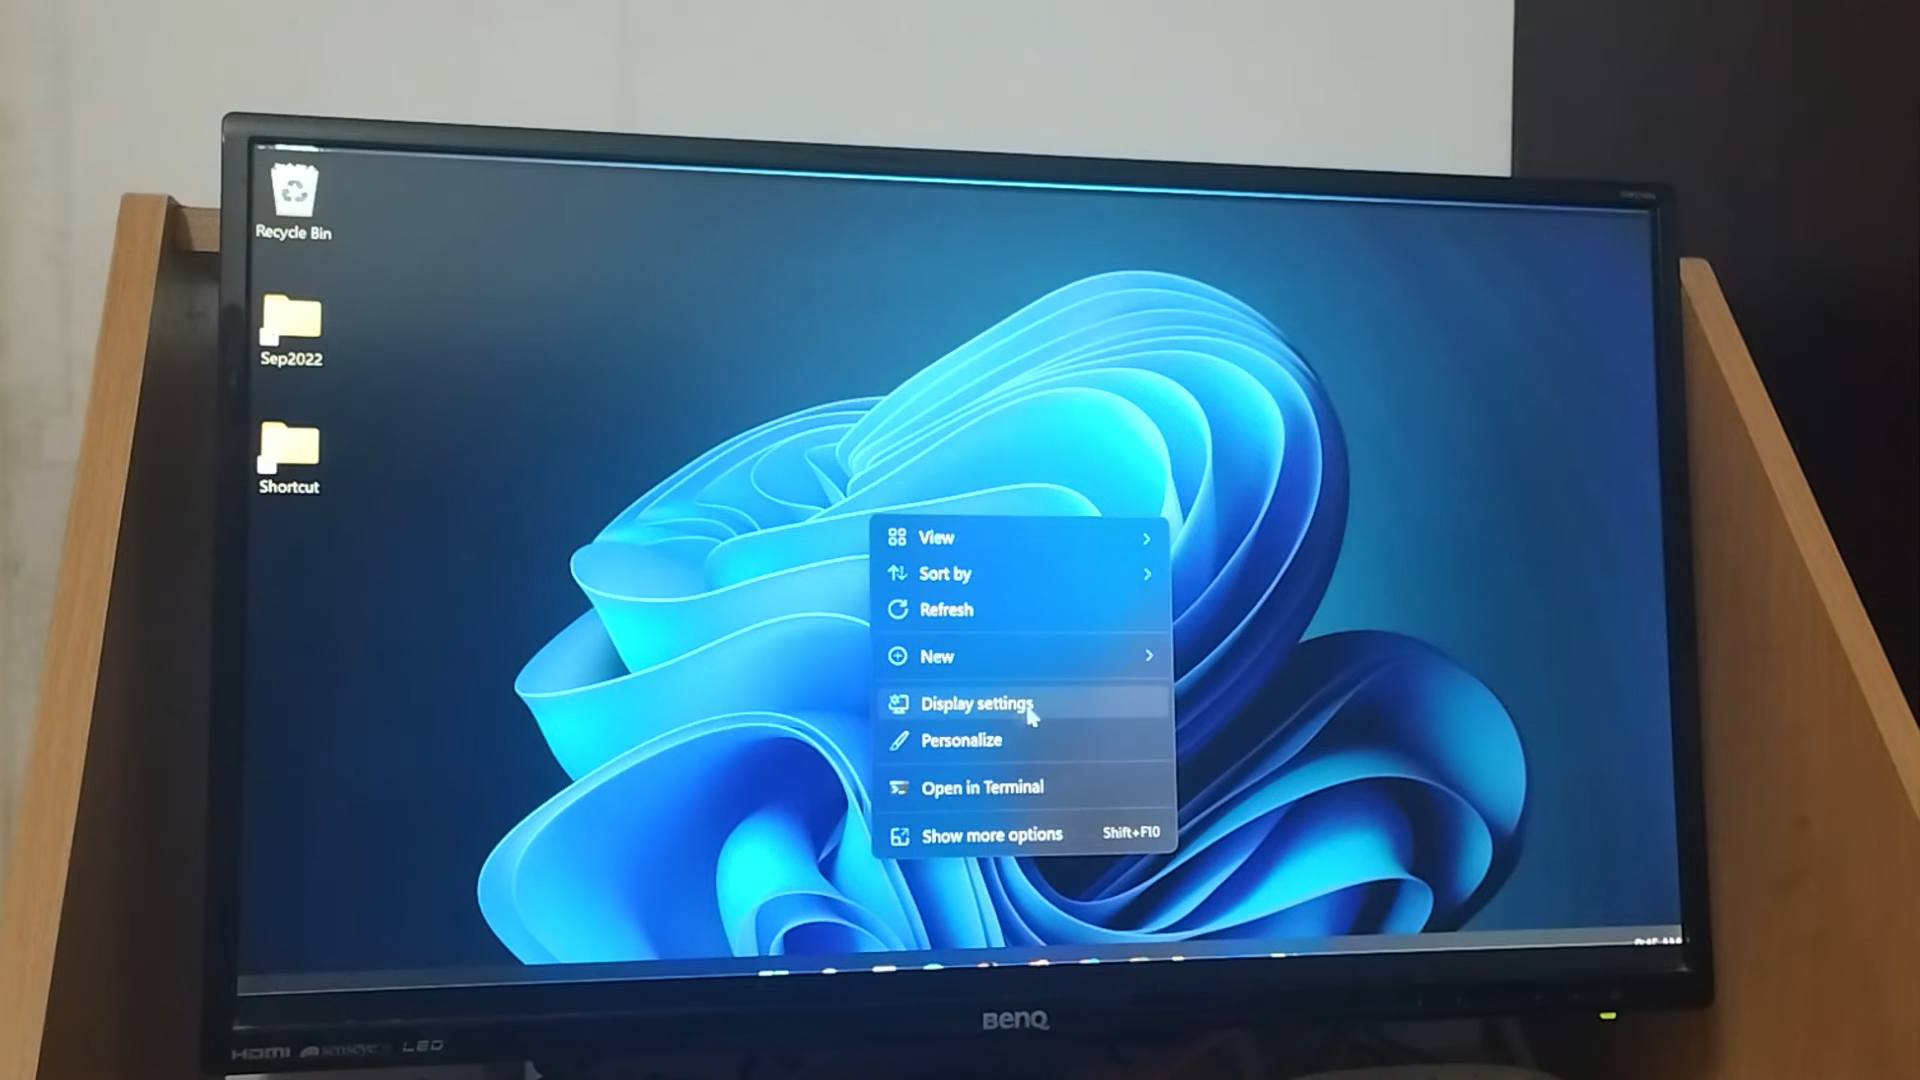 Recycle Bin
Sep2022
Shortcut
View
Sort by
Refresh
New
Display settings
Personalize
Open in Terminal
Show more options Shift+F10
BenQ
HDMI
LED